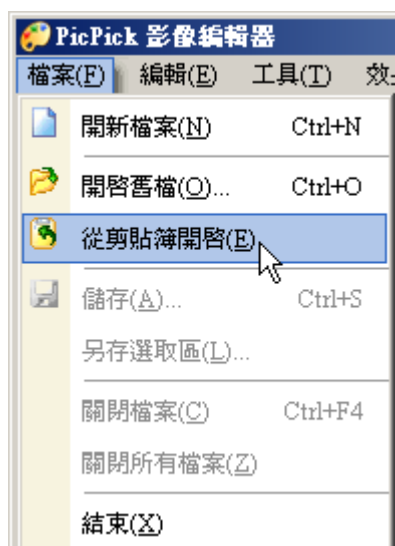 PicPick 影像編輯器
檔案(F) 編輯(E) 工具(T) 效
開新檔案(N) Ctrl+N
開啓舊檔(O)... Ctrl+O
從剪貼簿開啓(E)
儲存(A)... Ctrl+S
另存選取區(L)...
關閉檔案(C) Ctrl+F4
關閉所有檔案(Z)
結束(X)